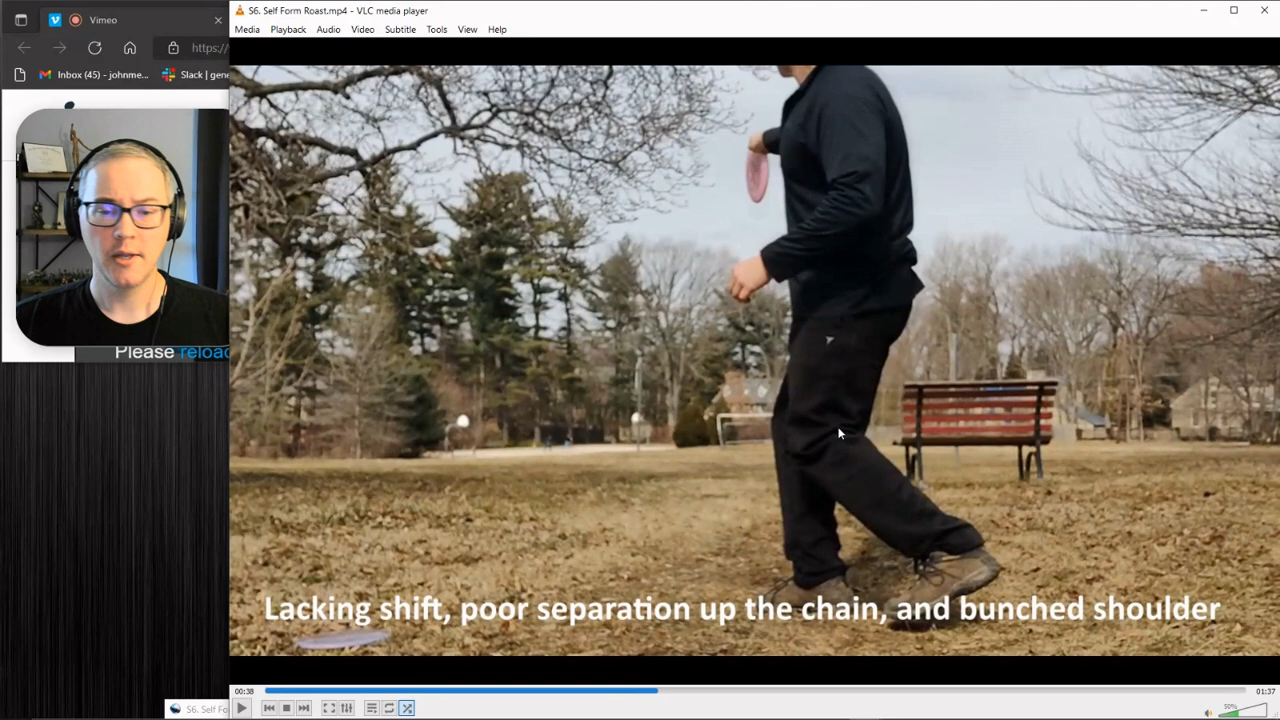 Vimeo
S6. Self Form Roast.mp4 - VLC media player
Media Playback Audio Video Subtitle Tools View Help
https://
Inbox (45) - johnme... Slack | gene
Please reload
Lacking shift, poor separation up the chain, and bunched shoulder
00:38
01:37
S6. Self Fo
50%